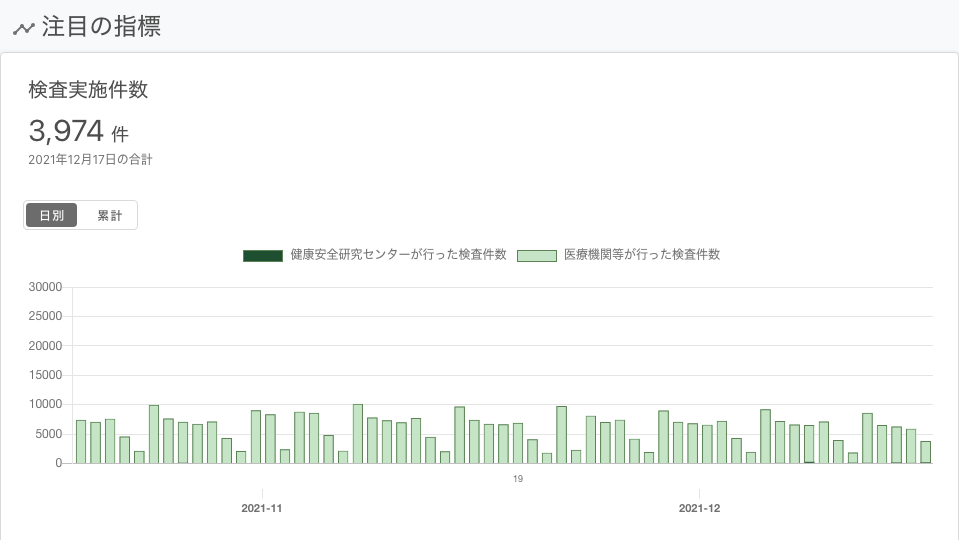 注目の指標
検査実施件数
3,974 件
2021年12月17日の合計
日別 累計
健康安全研究センターが行った検査件数 医療機関等が行った検査件数
30000
25000
20000
15000
10000
5000
0
19
2021-11 2021-12